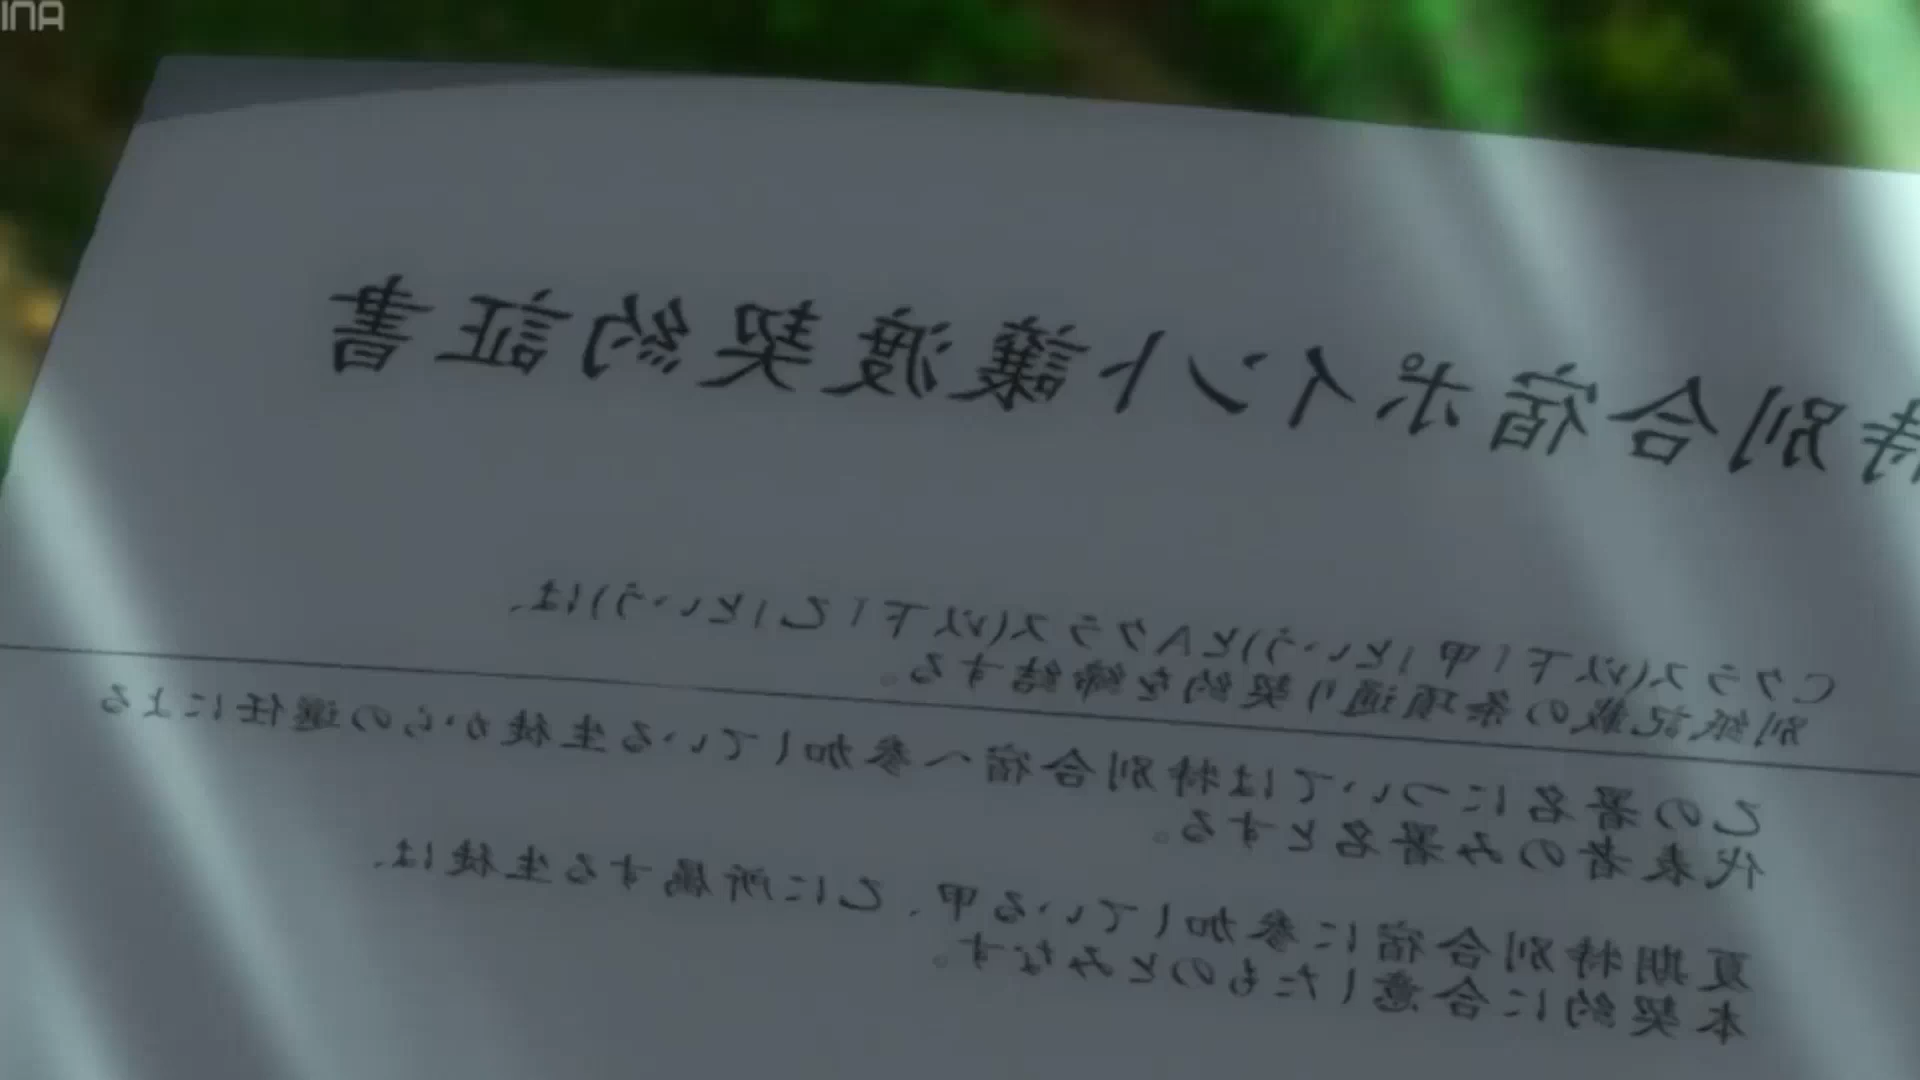 INA
特別合宿ポイント譲渡契約証書
Cクラス(以下「甲」という)とAクラス(以下「乙」という)は、
別紙記載の条項通り契約を締結する。
乙の署名については特別合宿へ参加している生徒からの選任による
代表者のみ署名とする。
夏期特別合宿に参加している甲、乙に所属する生徒は、
本契約に合意したものとみなす。